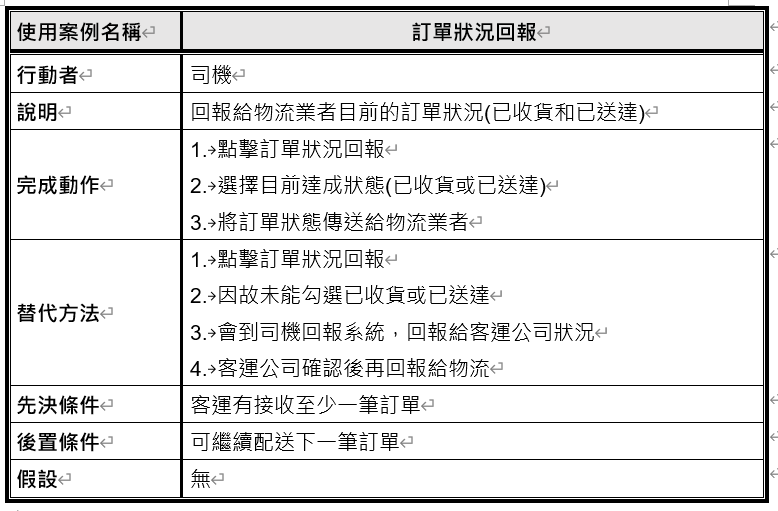 使用案例名稱 訂單狀況回報
行動者 司機
說明 回報給物流業者目前的訂單狀況(已收貨和已送達)
完成動作
1. 點擊訂單狀況回報
2. 選擇目前達成狀態(已收貨或已送達)
3. 將訂單狀態傳送給物流業者
替代方法
1. 點擊訂單狀況回報
2. 因故未能勾選已收貨或已送達
3. 會到司機回報系統，回報給客運公司狀況
4. 客運公司確認後再回報給物流
先決條件 客運有接收至少一筆訂單
後置條件 可繼續配送下一筆訂單
假設 無